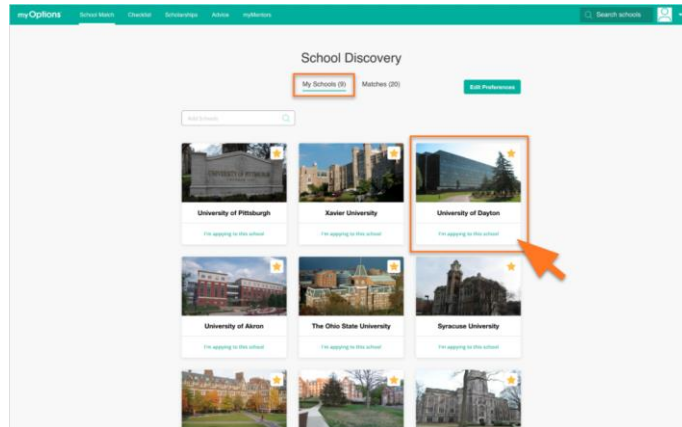 myOptions School Match Checklist Scholarships Advice myMentors Search schools
School Discovery
My Schools (9) Matches (20) Edit Preferences
Add Schools
UNIVERSITY OF PITTSBURGH
University of Pittsburgh Xavier University University of Dayton
I'm applying to this school I'm applying to this school I'm applying to this school
University of Akron The Ohio State University Syracuse University
I'm applying to this school I'm applying to this school I'm applying to this school